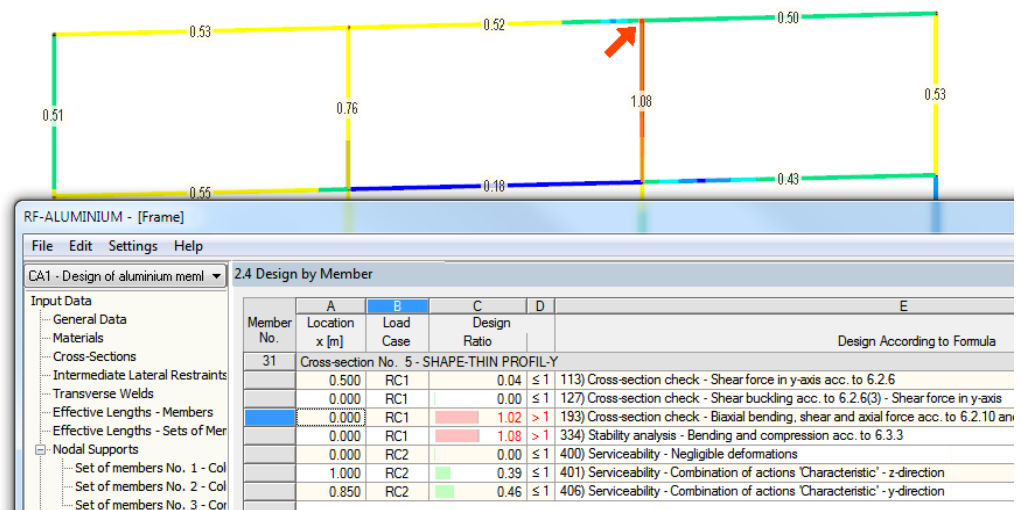 0.53
0.52
0.50
0.51
0.76
1.08
0.53
0.55
0.18
0.43
RF-ALUMINIUM - [Frame]
File Edit Settings Help
CA1 - Design of aluminium meml
2.4 Design by Member
Input Data
General Data
Materials
Cross-Sections
Intermediate Lateral Restraints
Transverse Welds
Effective Lengths - Members
Effective Lengths - Sets of Mer
Nodal Supports
Set of members No. 1 - Col
Set of members No. 2 - Col
Set of members No. 3 - Cor
A B C D E
Member Location Load Design
No. x [m] Case Ratio Design According to Formula
31 Cross-section No. 5 - SHAPE-THIN PROFIL-Y
0.500 RC1 0.04 ≤ 1 113) Cross-section check - Shear force in y-axis acc. to 6.2.6
0.000 RC1 0.00 ≤ 1 127) Cross-section check - Shear buckling acc. to 6.2.6(3) - Shear force in y-axis
0.000 RC1 1.02 > 1 193) Cross-section check - Biaxial bending, shear and axial force acc. to 6.2.10 and
0.000 RC1 1.08 > 1 334) Stability analysis - Bending and compression acc. to 6.3.3
0.000 RC2 0.00 ≤ 1 400) Serviceability - Negligible deformations
1.000 RC2 0.39 ≤ 1 401) Serviceability - Combination of actions 'Characteristic' - z-direction
0.850 RC2 0.46 ≤ 1 406) Serviceability - Combination of actions 'Characteristic' - y-direction